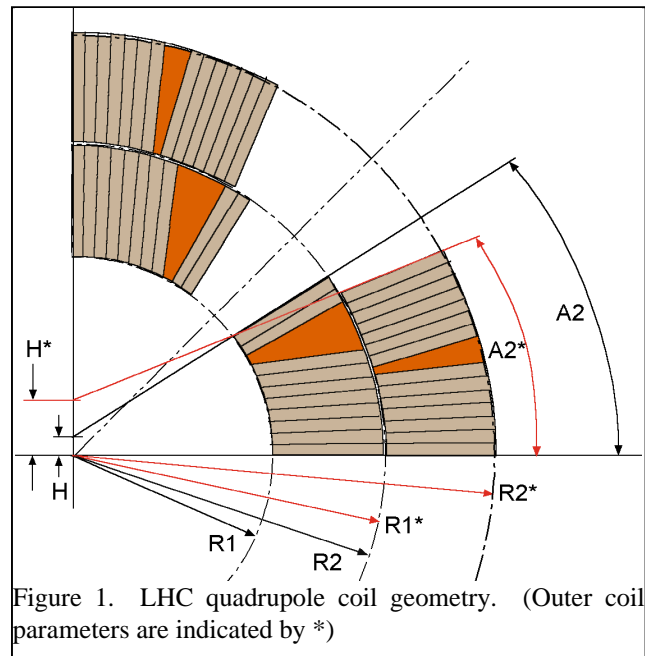 A2
H*
A2*
H
R2*
R1*
R1
R2
Figure 1. LHC quadrupole coil geometry. (Outer coil
parameters are indicated by *)